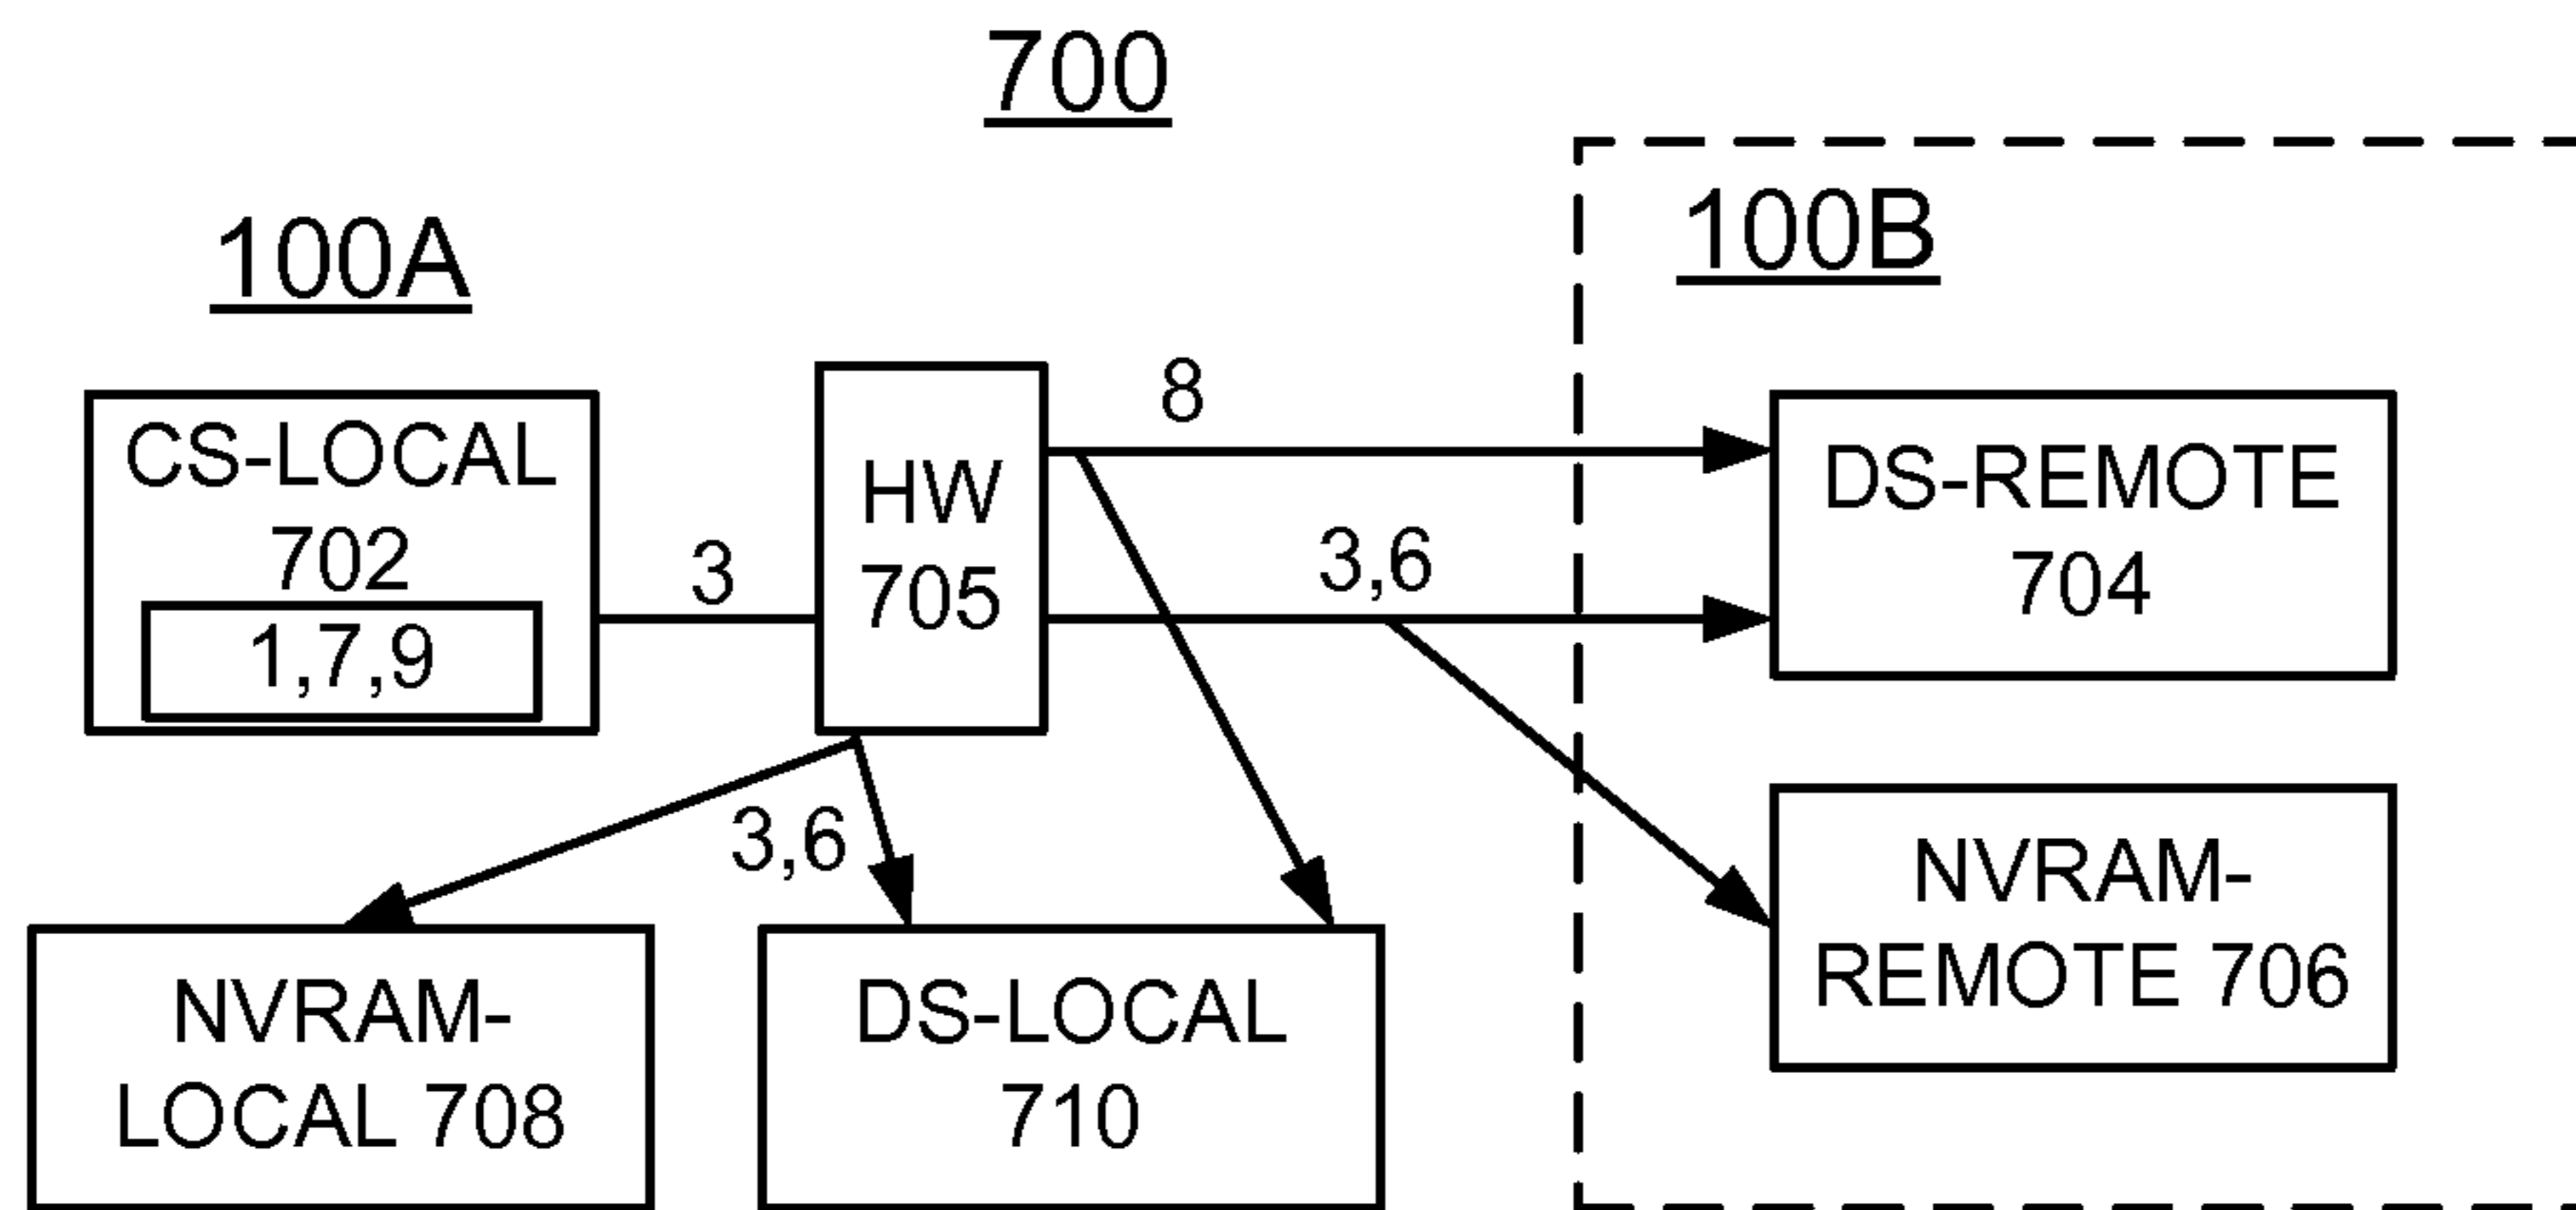 700
100A
100B
CS-LOCAL
702
1,7,9
3
HW
705
8
3,6
DS-REMOTE
704
3,6
NVRAM-
LOCAL 708
DS-LOCAL
710
NVRAM-
REMOTE 706